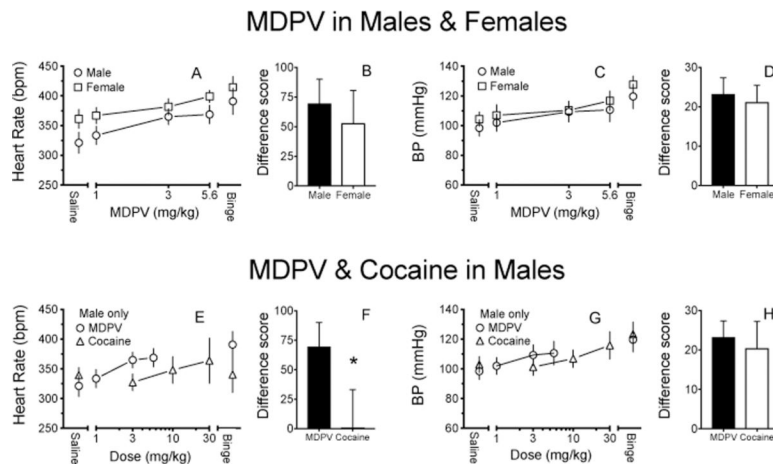 MDPV in Males & Females
A
Heart Rate (bpm)
450
400
350
300
250
Male
Female
Saline
1
3
5.6
Binge
MDPV (mg/kg)
B
Difference score
100
75
50
25
0
Male Female
C
BP (mmHg)
140
120
100
80
60
Male
Female
Saline
1
3
5.6
Binge
MDPV (mg/kg)
D
Difference score
30
20
10
0
Male Female
MDPV & Cocaine in Males
E
Heart Rate (bpm)
450
400
350
300
250
Male only
MDPV
Cocaine
Saline
1
3
10
30
Binge
Dose (mg/kg)
F
Difference score
100
75
50
25
0
*
MDPV Cocaine
G
BP (mmHg)
140
120
100
80
60
Male only
MDPV
Cocaine
Saline
1
3
10
30
Binge
Dose (mg/kg)
H
Difference score
30
20
10
0
MDPV Cocaine